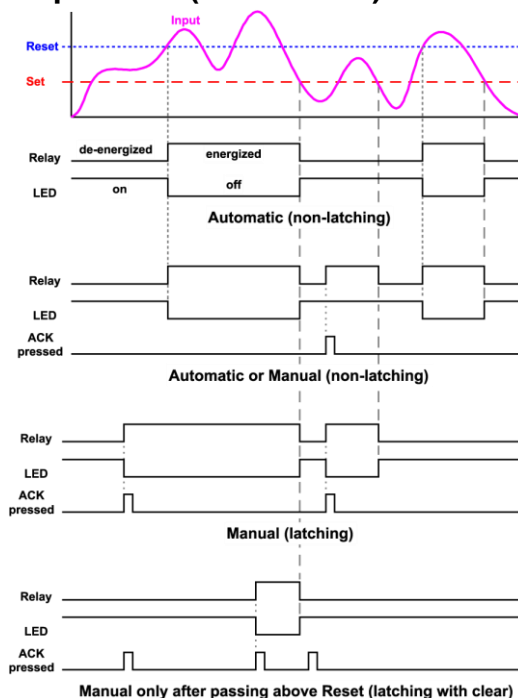 Input
Reset
Set
de-energized energized
Relay
LED
on off
Automatic (non-latching)
Relay
LED
ACK
pressed
Automatic or Manual (non-latching)
Relay
LED
ACK
pressed
Manual (latching)
Relay
LED
ACK
pressed
Manual only after passing above Reset (latching with clear)